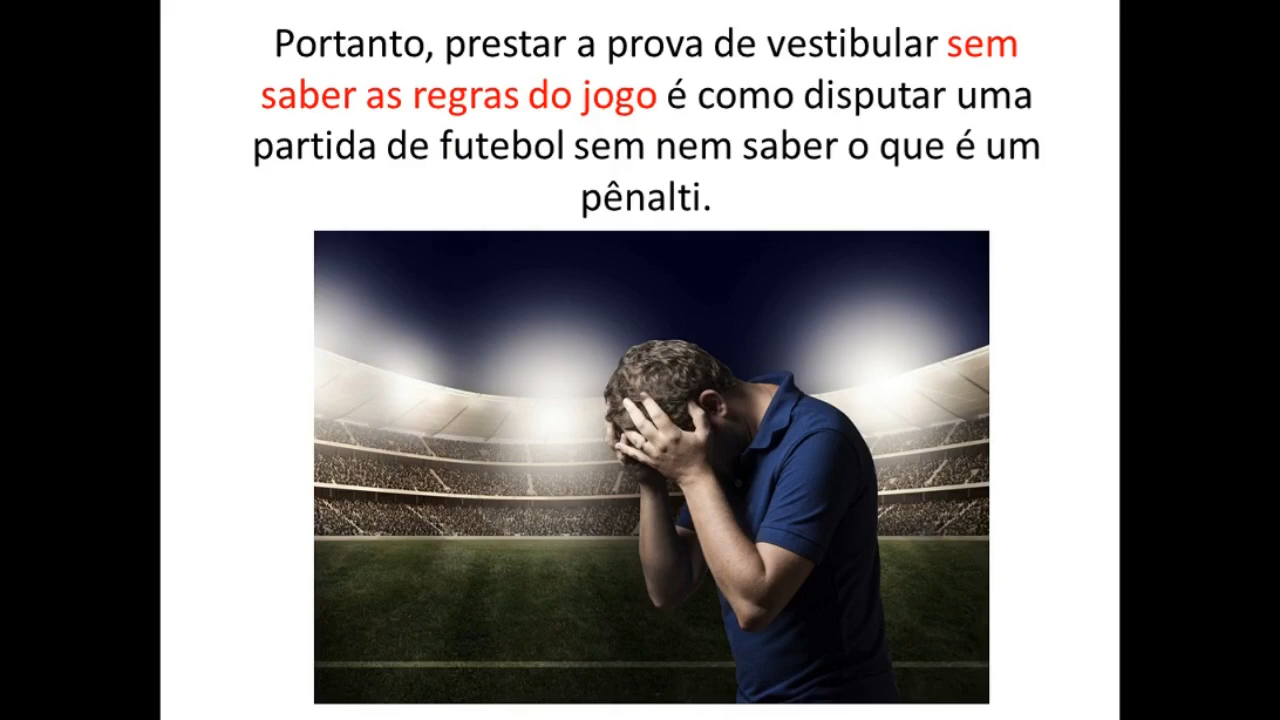 Portanto, prestar a prova de vestibular sem
saber as regras do jogo é como disputar uma
partida de futebol sem nem saber o que é um
pênalti.